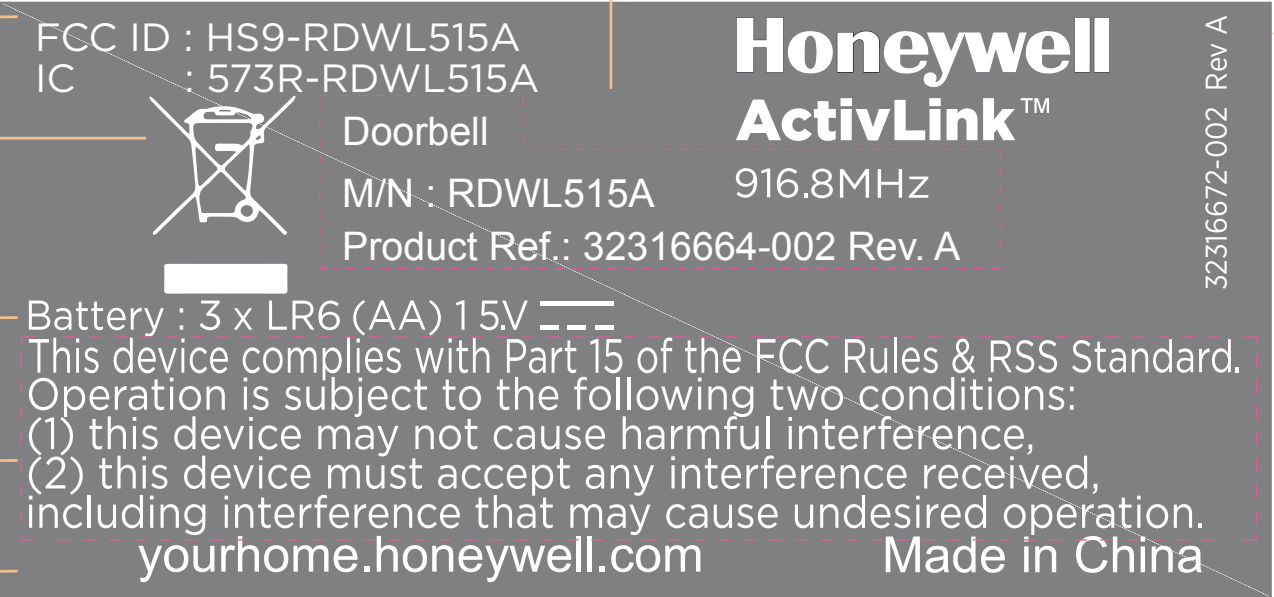 FCC ID : HS9-RDWL515A
IC : 573R-RDWL515A
Honeywell
ActivLink™
916.8MHz
Doorbell
M/N : RDWL515A
Product Ref.: 32316664-002 Rev. A
32316672-002 Rev A
Battery : 3 x LR6 (AA) 1 5.V
This device complies with Part 15 of the FCC Rules & RSS Standard.
Operation is subject to the following two conditions:
(1) this device may not cause harmful interference,
(2) this device must accept any interference received,
including interference that may cause undesired operation.
yourhome.honeywell.com
Made in China